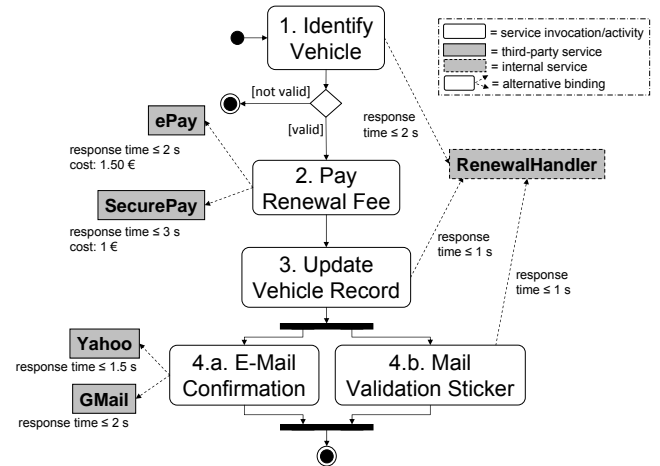 1. Identify
Vehicle
= service invocation/activity
= third-party service
= internal service
= alternative binding
[not valid]
[valid]
response
time ≤ 2 s
ePay
response time ≤ 2 s
cost: 1.50 €
RenewalHandler
2. Pay
Renewal Fee
SecurePay
response time ≤ 3 s
cost: 1 €
3. Update
Vehicle Record
response
time ≤ 1 s
response
time ≤ 1 s
Yahoo
response time ≤ 1.5 s
GMail
response time ≤ 2 s
4.a. E-Mail
Confirmation
4.b. Mail
Validation Sticker